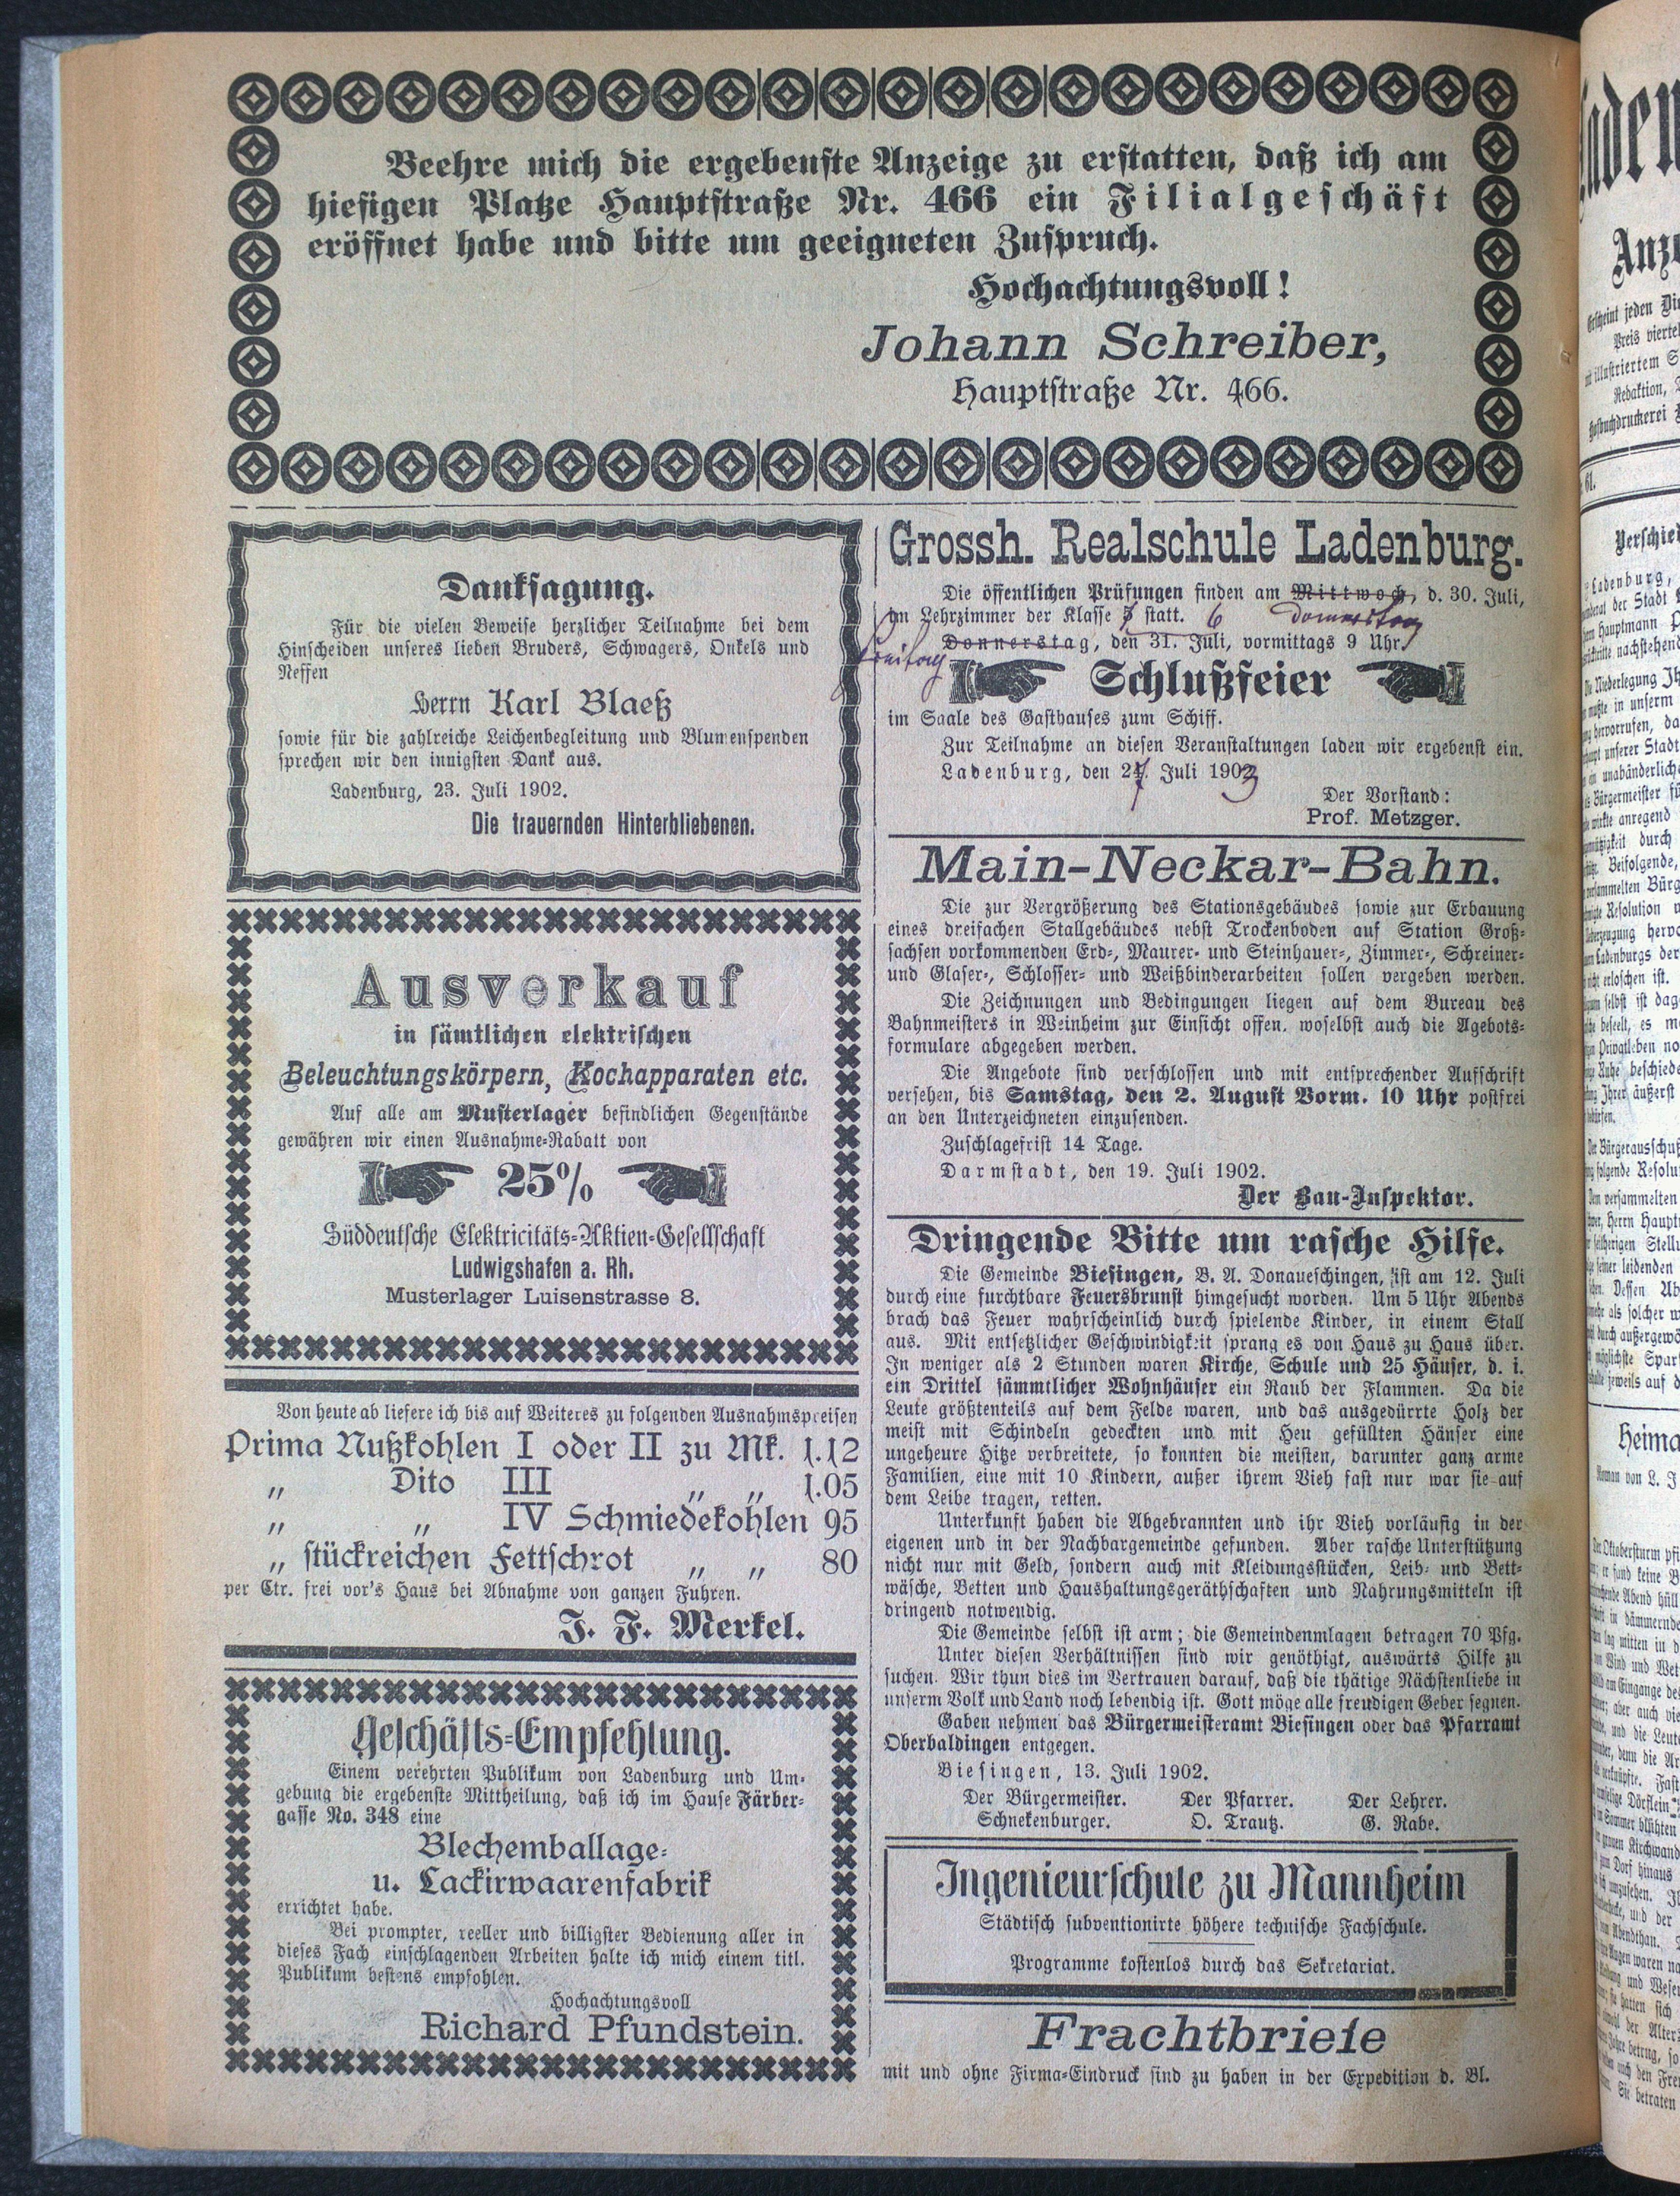 Beehre mich die ergebenste Anzeige zu erstatten, daß ich am
hiesigen Platze Hauptstraße Nr. 466 ein Filialgeschäft
eröffnet habe und bitte um geeigneten Zuspruch.
Hochachtungsvoll!
Johann Schreiber,
Hauptstraße Nr. 466.
Danksagung.
Für die vielen Beweise herzlicher Teilnahme bei dem
Hinscheiden unseres lieben Bruders, Schwagers, Onkels und
Neffen
Herrn Karl Blaeß
sowie für die zahlreiche Leichenbegleitung und Blumenspenden
sprechen wir den innigsten Dank aus.
Ladenburg, 23. Juli 1902.
Die trauernden Hinterbliebenen.
Ausverkauf
in sämtlichen elektrischen
Beleuchtungskörpern, Kochapparaten etc.
Auf alle am Musterlager befindlichen Gegenstände
gewähren wir einen Ausnahme-Rabatt von
25%
Süddeutsche Elektricitäts-Aktien-Gesellschaft
Ludwigshafen a. Rh.
Musterlager Luisenstrasse 8.
Von heute ab liefere ich bis auf Weiteres zu folgenden Ausnahmspreisen
Prima Nußkohlen I oder II zu Mk. 1.12
„ Dito III „ „ 1.05
„ „ IV Schmiedekohlen 95
„ stückreichen Fettschrot „ „ 80
per Ctr. frei vor's Haus bei Abnahme von ganzen Fuhren.
J. F. Merkel.
Geschäfts-Empfehlung.
Einem verehrten Publikum von Ladenburg und Um-
gebung die ergebenste Mittheilung, daß ich im Hause Färber-
gasse No. 348 eine
Blechemballage-
u. Lackirwaarenfabrik
errichtet habe.
Bei prompter, reeller und billigster Bedienung aller in
dieses Fach einschlagenden Arbeiten halte ich mich einem titl.
Publikum bestens empfohlen.
Hochachtungsvoll
Richard Pfundstein.
Grossh. Realschule Ladenburg.
Die öffentlichen Prüfungen finden am Mittwoch, d. 30. Juli,
im Lehrzimmer der Klasse statt. 6 Donnerstag
Donnerstag, den 31. Juli, vormittags 9 Uhr
Freitag
Schlußfeier
im Saale des Gasthauses zum Schiff.
Zur Teilnahme an diesen Veranstaltungen laden wir ergebenst ein.
Ladenburg, den Juli 1903
Der Vorstand:
Prof. Metzger.
Main-Neckar-Bahn.
Die zur Vergrößerung des Stationsgebäudes sowie zur Erbauung
eines dreifachen Stallgebäudes nebst Trockenboden auf Station Groß-
sachsen vorkommenden Erd-, Maurer- und Steinhauer-, Zimmer-, Schreiner-
und Glaser-, Schlosser- und Weißbinderarbeiten sollen vergeben werden.
Die Zeichnungen und Bedingungen liegen auf dem Bureau des
Bahnmeisters in Weinheim zur Einsicht offen, woselbst auch die Agebots-
formulare abgegeben werden.
Die Angebote sind verschlossen und mit entsprechender Aufschrift
versehen, bis Samstag, den 2. August Vorm. 10 Uhr postfrei
an den Unterzeichneten einzusenden.
Zuschlagsfrist 14 Tage.
Darmstadt, den 19. Juli 1902.
Der Bau-Inspektor.
Dringende Bitte um rasche Hilfe.
Die Gemeinde Biesingen, B. A. Donaueschingen, ist am 12. Juli
durch eine furchtbare Feuersbrunst himgesucht worden. Um 5 Uhr Abends
brach das Feuer wahrscheinlich durch spielende Kinder, in einem Stall
aus. Mit entsetzlicher Geschwindigkeit sprang es von Haus zu Haus über.
In weniger als 2 Stunden waren Kirche, Schule und 25 Häuser, d. i.
ein Drittel sämmtlicher Wohnhäuser ein Raub der Flammen. Da die
Leute größtenteils auf dem Felde waren, und das ausgedürrte Holz der
meist mit Schindeln gedeckten und mit Heu gefüllten Häuser eine
ungeheure Hitze verbreitete, so konnten die meisten, darunter ganz arme
Familien, eine mit 10 Kindern, außer ihrem Vieh fast nur war sie auf
dem Leibe tragen, retten.
Unterkunft haben die Abgebrannten und ihr Vieh vorläufig in der
eigenen und in der Nachbargemeinde gefunden. Aber rasche Unterstützung
nicht nur mit Geld, sondern auch mit Kleidungsstücken, Leib- und Bett-
wäsche, Betten und Haushaltungsgeräthschaften und Nahrungsmitteln ist
dringend notwendig.
Die Gemeinde selbst ist arm; die Gemeindenmlagen betragen 70 Pfg.
Unter diesen Verhältnissen sind wir genöthigt, auswärts Hilfe zu
suchen. Wir thun dies im Vertrauen darauf, daß die thätige Nächstenliebe in
unserm Volk und Land noch lebendig ist. Gott möge alle freudigen Geber segnen.
Gaben nehmen das Bürgermeisteramt Biesingen oder das Pfarramt
Oberbaldingen entgegen.
Biesingen, 13. Juli 1902.
Der Bürgermeister. Der Pfarrer. Der Lehrer.
Schnekenburger. O. Trautz. G. Rabe.
Ingenieurschule zu Mannheim
Städtisch subventionirte höhere technische Fachschule.
Programme kostenlos durch das Sekretariat.
Frachtbriefe
mit und ohne Firma-Eindruck sind zu haben in der Expedition d. Bl.